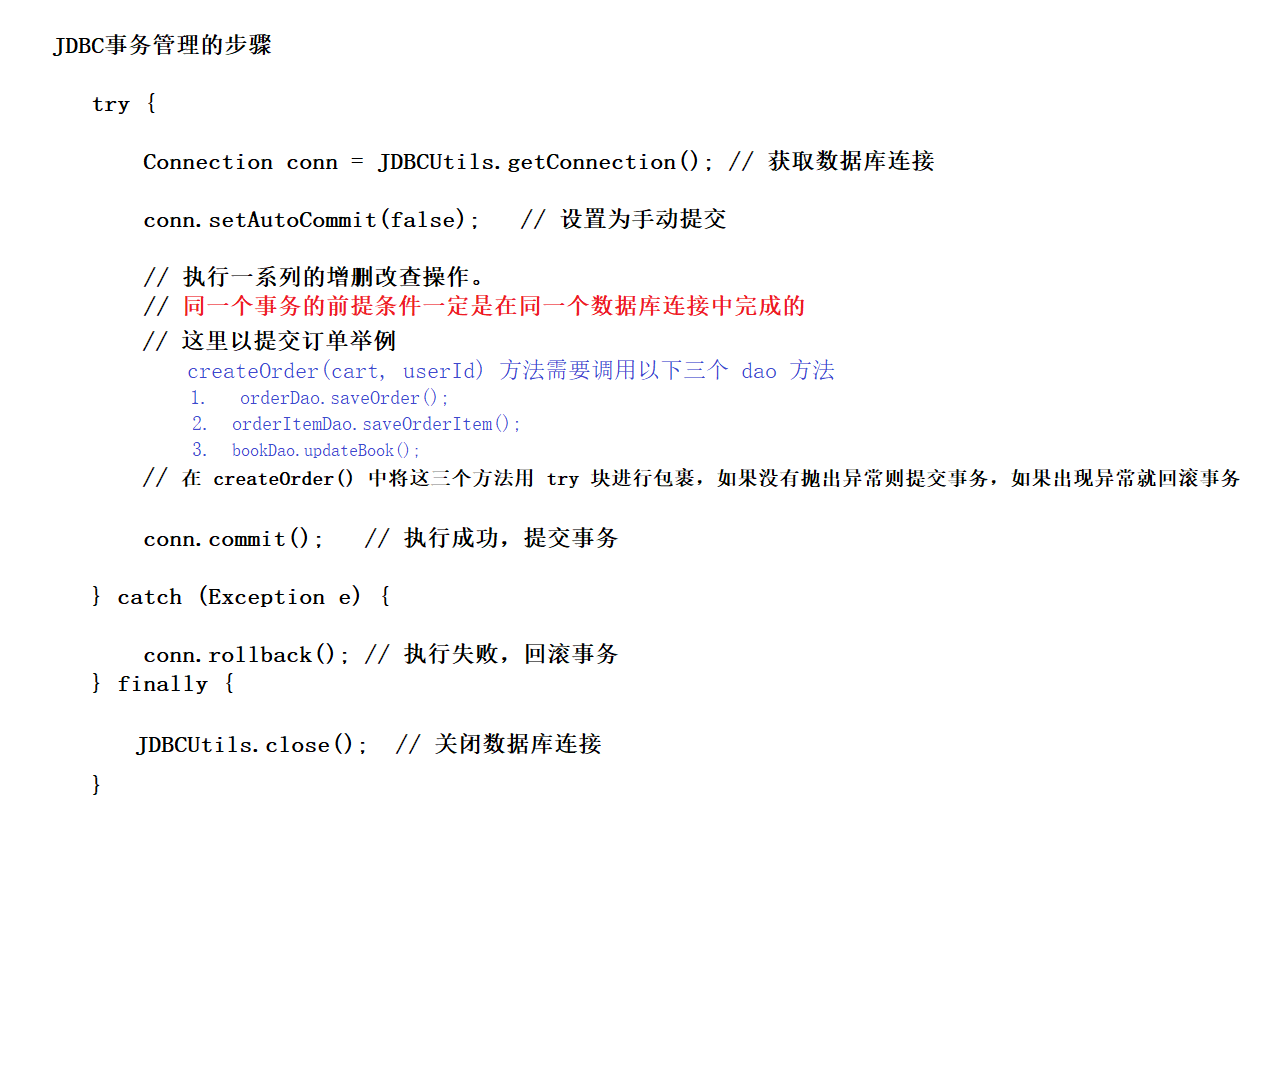 JDBC事务管理的步骤
try {
Connection conn = JDBCUtils.getConnection(); // 获取数据库连接
conn.setAutoCommit(false); // 设置为手动提交
// 执行一系列的增删改查操作。
// 同一个事务的前提条件一定是在同一个数据库连接中完成的
// 这里以提交订单举例
createOrder(cart, userId) 方法需要调用以下三个 dao 方法
1. orderDao.saveOrder();
2. orderItemDao.saveOrderItem();
3. bookDao.updateBook();
// 在 createOrder() 中将这三个方法用 try 块进行包裹，如果没有抛出异常则提交事务，如果出现异常就回滚事务
conn.commit(); // 执行成功，提交事务
} catch (Exception e) {
conn.rollback(); // 执行失败，回滚事务
} finally {
JDBCUtils.close(); // 关闭数据库连接
}